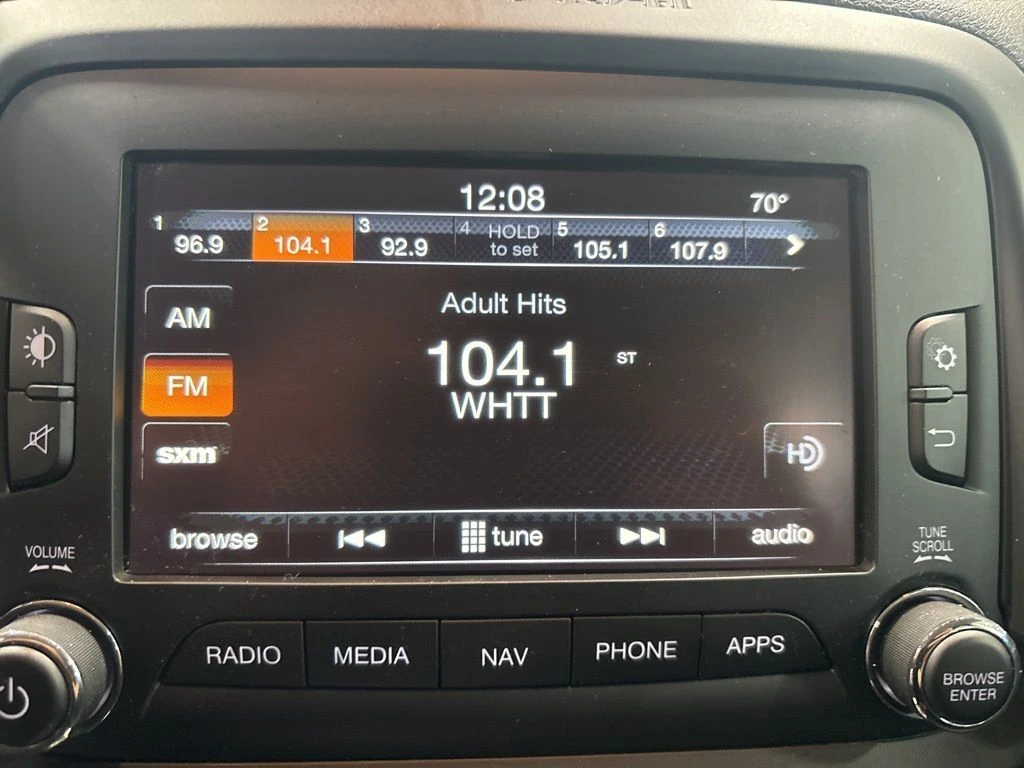 12:08 70°
1 96.9 2 104.1 3 92.9 4 HOLD to set 5 105.1 6 107.9
AM
Adult Hits
104.1 ST
FM
WHTT
sxm
HD
browse tune audio
VOLUME
TUNE
SCROLL
RADIO MEDIA NAV PHONE APPS
BROWSE
ENTER